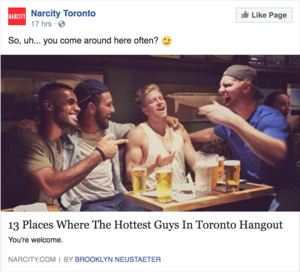 NARCITY
Narcity Toronto
17 hrs ·
Like Page
So, uh... you come around here often? 😉
13 Places Where The Hottest Guys In Toronto Hangout
You're welcome.
NARCITY.COM | BY BROOKLYN NEUSTAETER